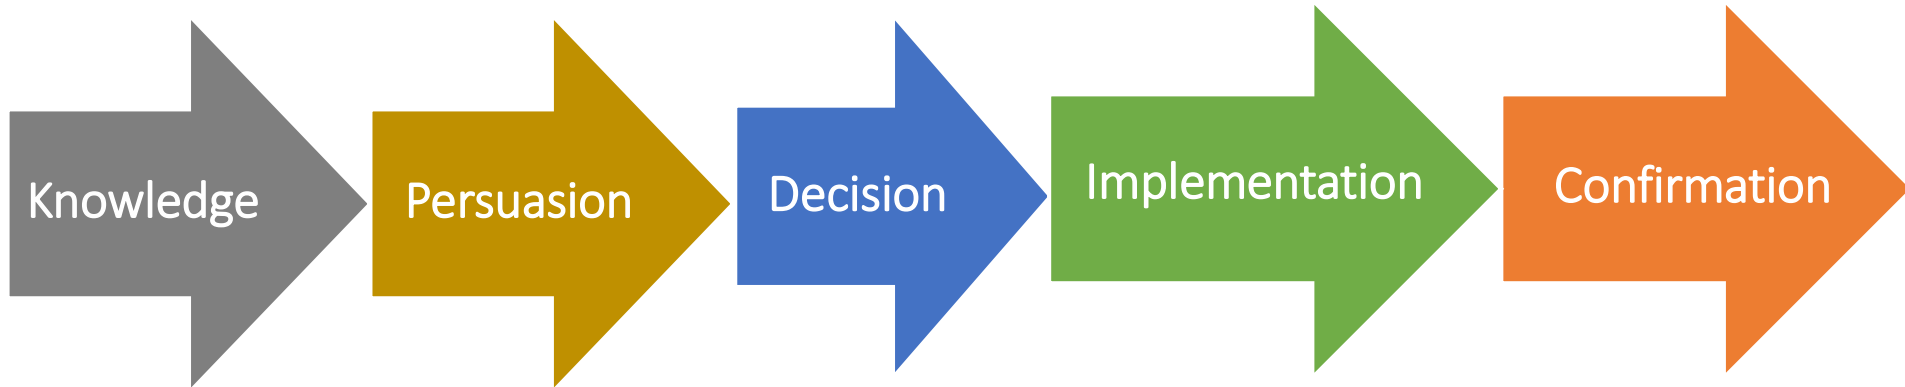 Knowledge
Persuasion
Decision
Implementation
Confirmation